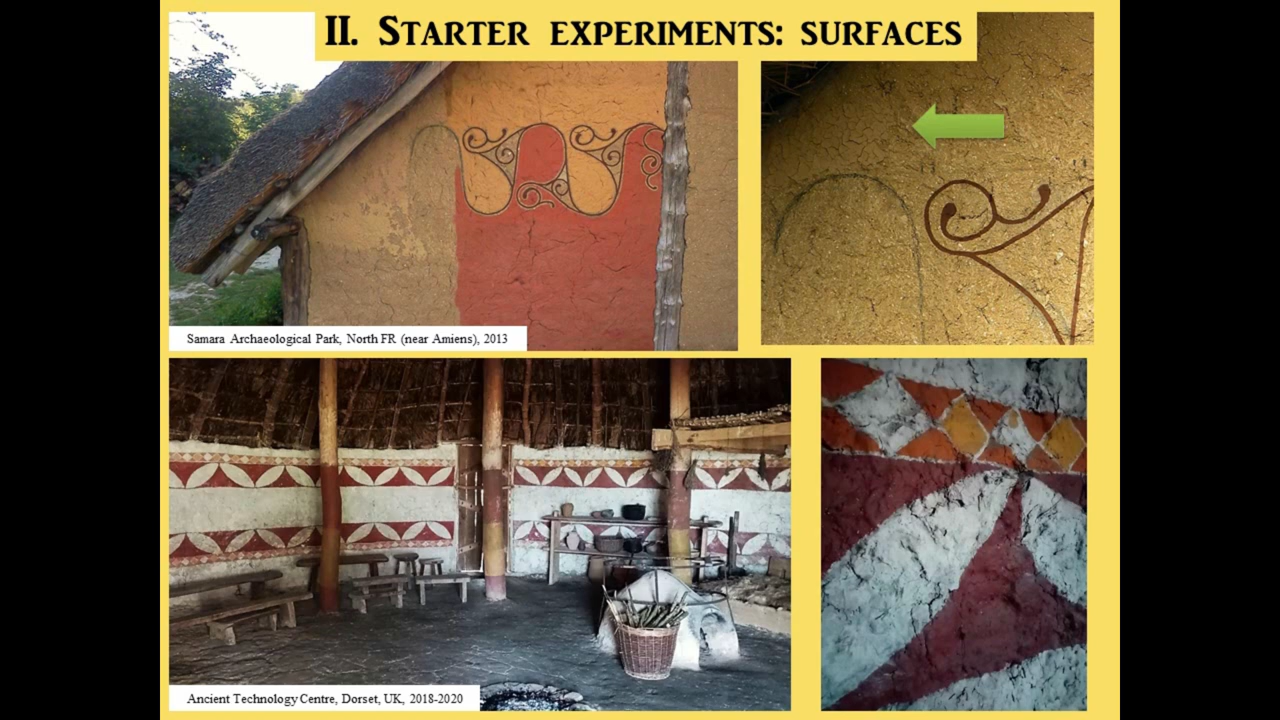 II. Starter experiments: surfaces
Samara Archaeological Park, North FR (near Amiens), 2013
Ancient Technology Centre, Dorset, UK, 2018-2020